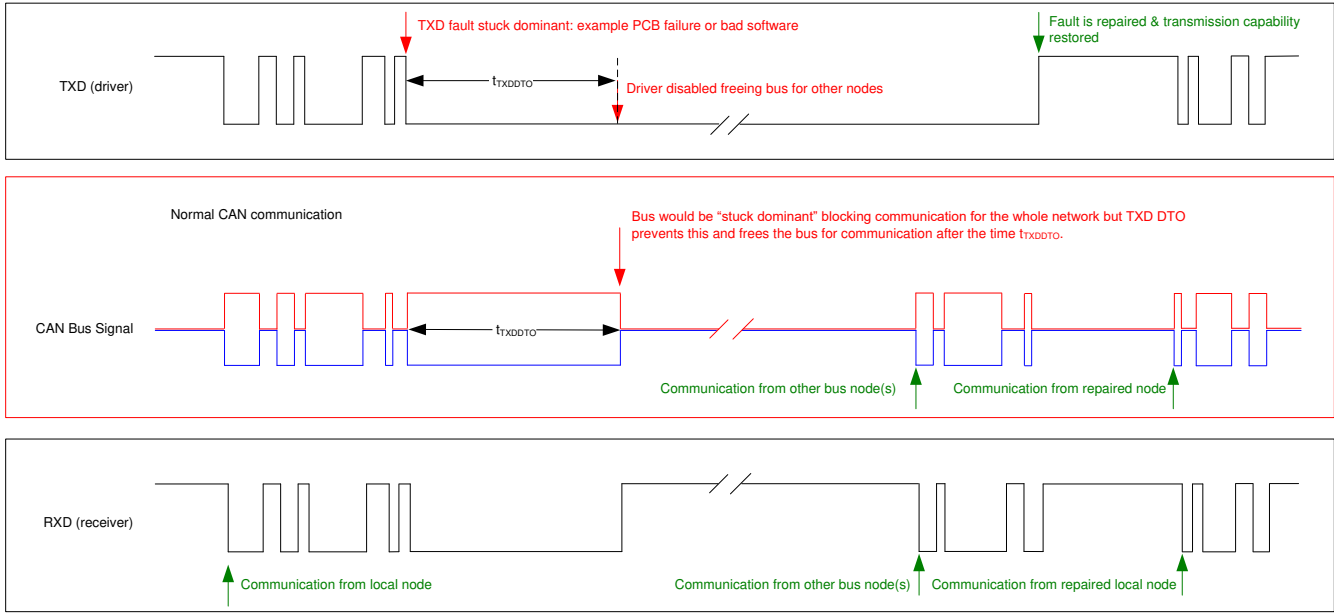 TXD fault stuck dominant: example PCB failure or bad software
Fault is repaired & transmission capability
restored
TXD (driver)
tTXDDTO
Driver disabled freeing bus for other nodes
Normal CAN communication
Bus would be “stuck dominant” blocking communication for the whole network but TXD DTO
prevents this and frees the bus for communication after the time tTXDDTO.
CAN Bus Signal
tTXDDTO
Communication from other bus node(s)
Communication from repaired node
RXD (receiver)
Communication from local node
Communication from other bus node(s)
Communication from repaired local node